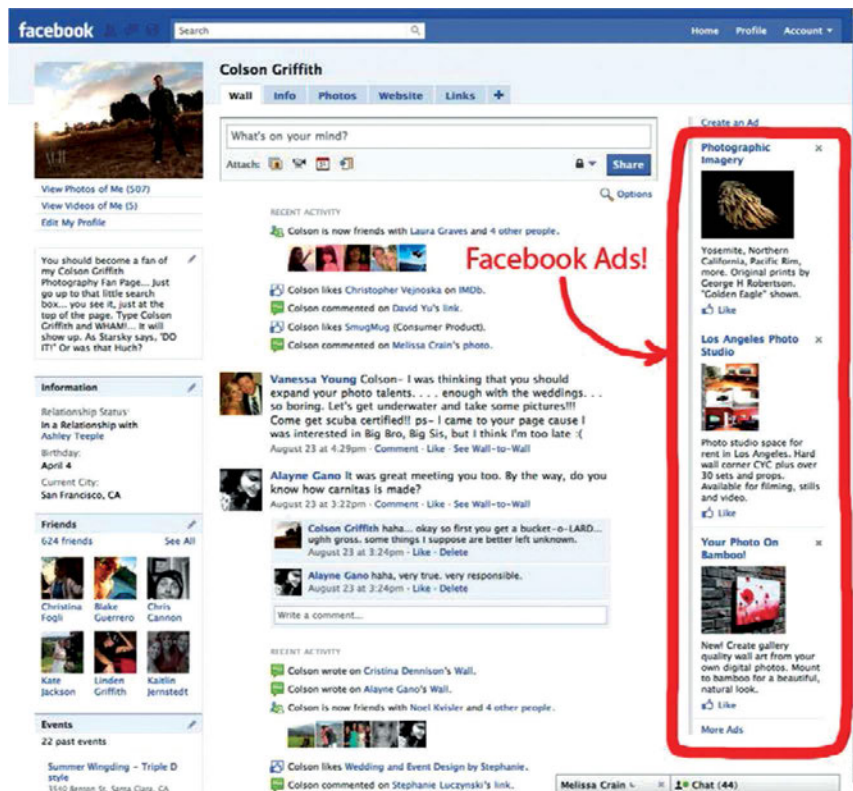 facebook
Search
Home Profile Account
Colson Griffith
Wall Info Photos Website Links +
What's on your mind?
Attach: 31
Share
Options
View Photos of Me (507)
View Videos of Me (5)
Edit My Profile
You should become a fan of
my Colson Griffith
Photography Fan Page... Just
go up to that little search
box... you see it, just at the
top of the page. Type Colson
Griffith and WHAM!... It will
show up. As Starsky says, "DO
IT!" Or was that Huch?
Information
Relationship Status:
In a Relationship with
Ashley Teeple
Birthday:
April 4
Current City:
San Francisco, CA
Friends
624 friends See All
Christina Blake Chris
Fogli Guerrero Cannon
Kate Linden Kaitlin
Jackson Griffith Jernstedt
Events
22 past events
Summer Wingding - Triple D
style
3540 Benton St, Santa Clara, CA
RECENT ACTIVITY
Colson is now friends with Laura Graves and 4 other people.
Colson likes Christopher Vejnoska on IMDb.
Colson commented on David Yu's link.
Colson likes SmugMug (Consumer Product).
Colson commented on Melissa Crain's photo.
Vanessa Young Colson- I was thinking that you should
expand your photo talents. . . . enough with the weddings. . .
so boring. Let's get underwater and take some pictures!!!
Come get scuba certified!! ps- I came to your page cause I
was interested in Big Bro, Big Sis, but I think I'm too late :(
August 23 at 4:29pm · Comment · Like · See Wall-to-Wall
Alayne Gano It was great meeting you too. By the way, do you
know how carnitas is made?
August 23 at 3:22pm · Comment · Like · See Wall-to-Wall
Colson Griffith haha... okay so first you get a bucket-o-LARD...
ughh gross. some things I suppose are better left unknown.
August 23 at 3:24pm · Like · Delete
Alayne Gano haha, very true. very responsible.
August 23 at 3:24pm · Like · Delete
Write a comment...
RECENT ACTIVITY
Colson wrote on Cristina Dennison's Wall.
Colson wrote on Alayne Gano's Wall.
Colson is now friends with Noel Kvisler and 4 other people.
Colson likes Wedding and Event Design by Stephanie.
Colson commented on Stephanie Luczynski's link.
Facebook Ads!
Create an Ad
Photographic
Imagery
Yosemite, Northern
California, Pacific Rim,
more. Original prints by
George H Robertson.
"Golden Eagle" shown.
Like
Los Angeles Photo
Studio
Photo studio space for
rent in Los Angeles. Hard
wall corner CYC plus over
30 sets and props.
Available for filming, stills
and video.
Like
Your Photo On
Bamboo!
New! Create gallery
quality wall art from your
own digital photos. Mount
to bamboo for a beautiful,
natural look.
Like
More Ads
Melissa Crain
Chat (44)